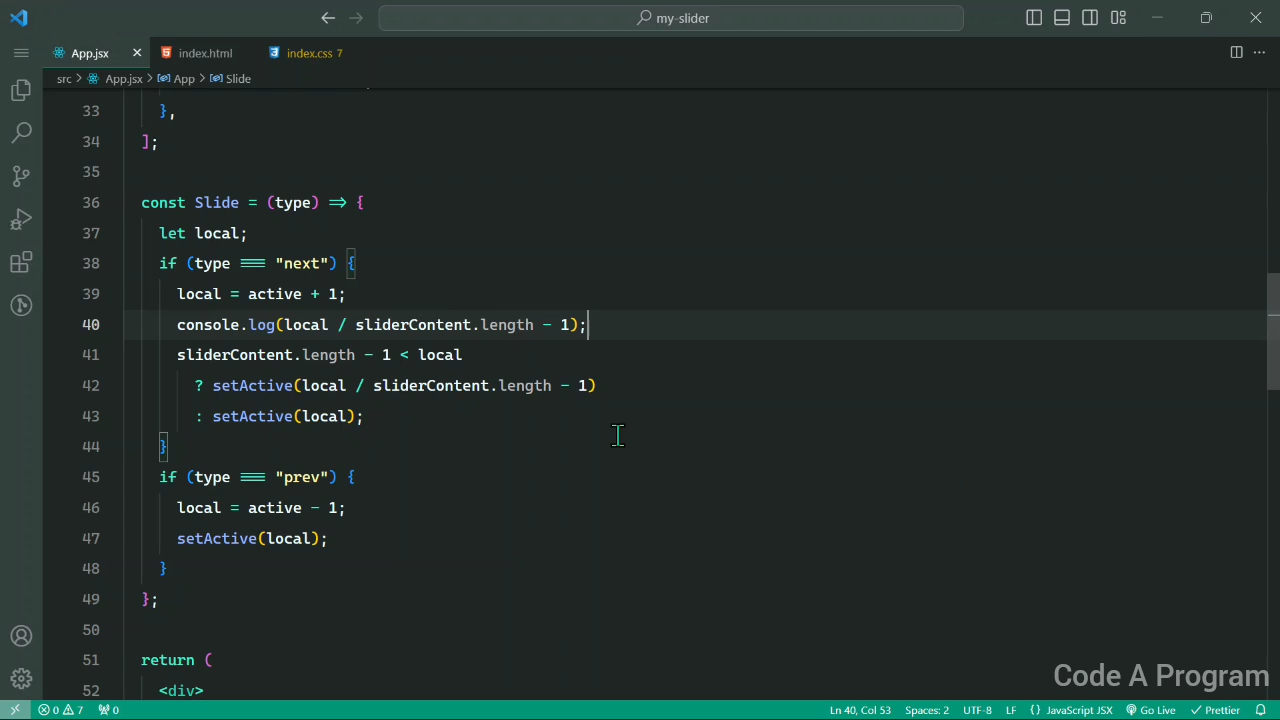 my-slider
App.jsx
index.html
index.css 7
src > App.jsx > App > Slide
33 },
34 ];
35
36 const Slide = (type) => {
37 let local;
38 if (type === "next") {
39 local = active + 1;
40 console.log(local / sliderContent.length - 1);
41 sliderContent.length - 1 < local
42 ? setActive(local / sliderContent.length - 1)
43 : setActive(local);
44 }
45 if (type === "prev") {
46 local = active - 1;
47 setActive(local);
48 }
49 };
50
51 return (
52 <div>
Code A Program
0 7 0 Ln 40, Col 53 Spaces: 2 UTF-8 LF {} JavaScript JSX Go Live Prettier